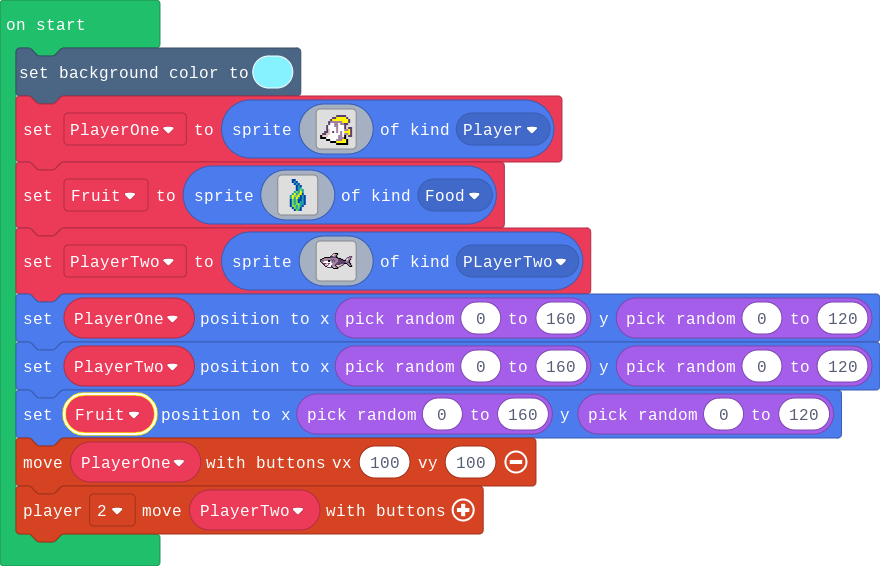 on start
set background color to
set PlayerOne to sprite of kind Player
set Fruit to sprite of kind Food
set PlayerTwo to sprite of kind PLayerTwo
set PlayerOne position to x pick random 0 to 160 y pick random 0 to 120
set PlayerTwo position to x pick random 0 to 160 y pick random 0 to 120
set Fruit position to x pick random 0 to 160 y pick random 0 to 120
move PlayerOne with buttons vx 100 vy 100
player 2 move PlayerTwo with buttons